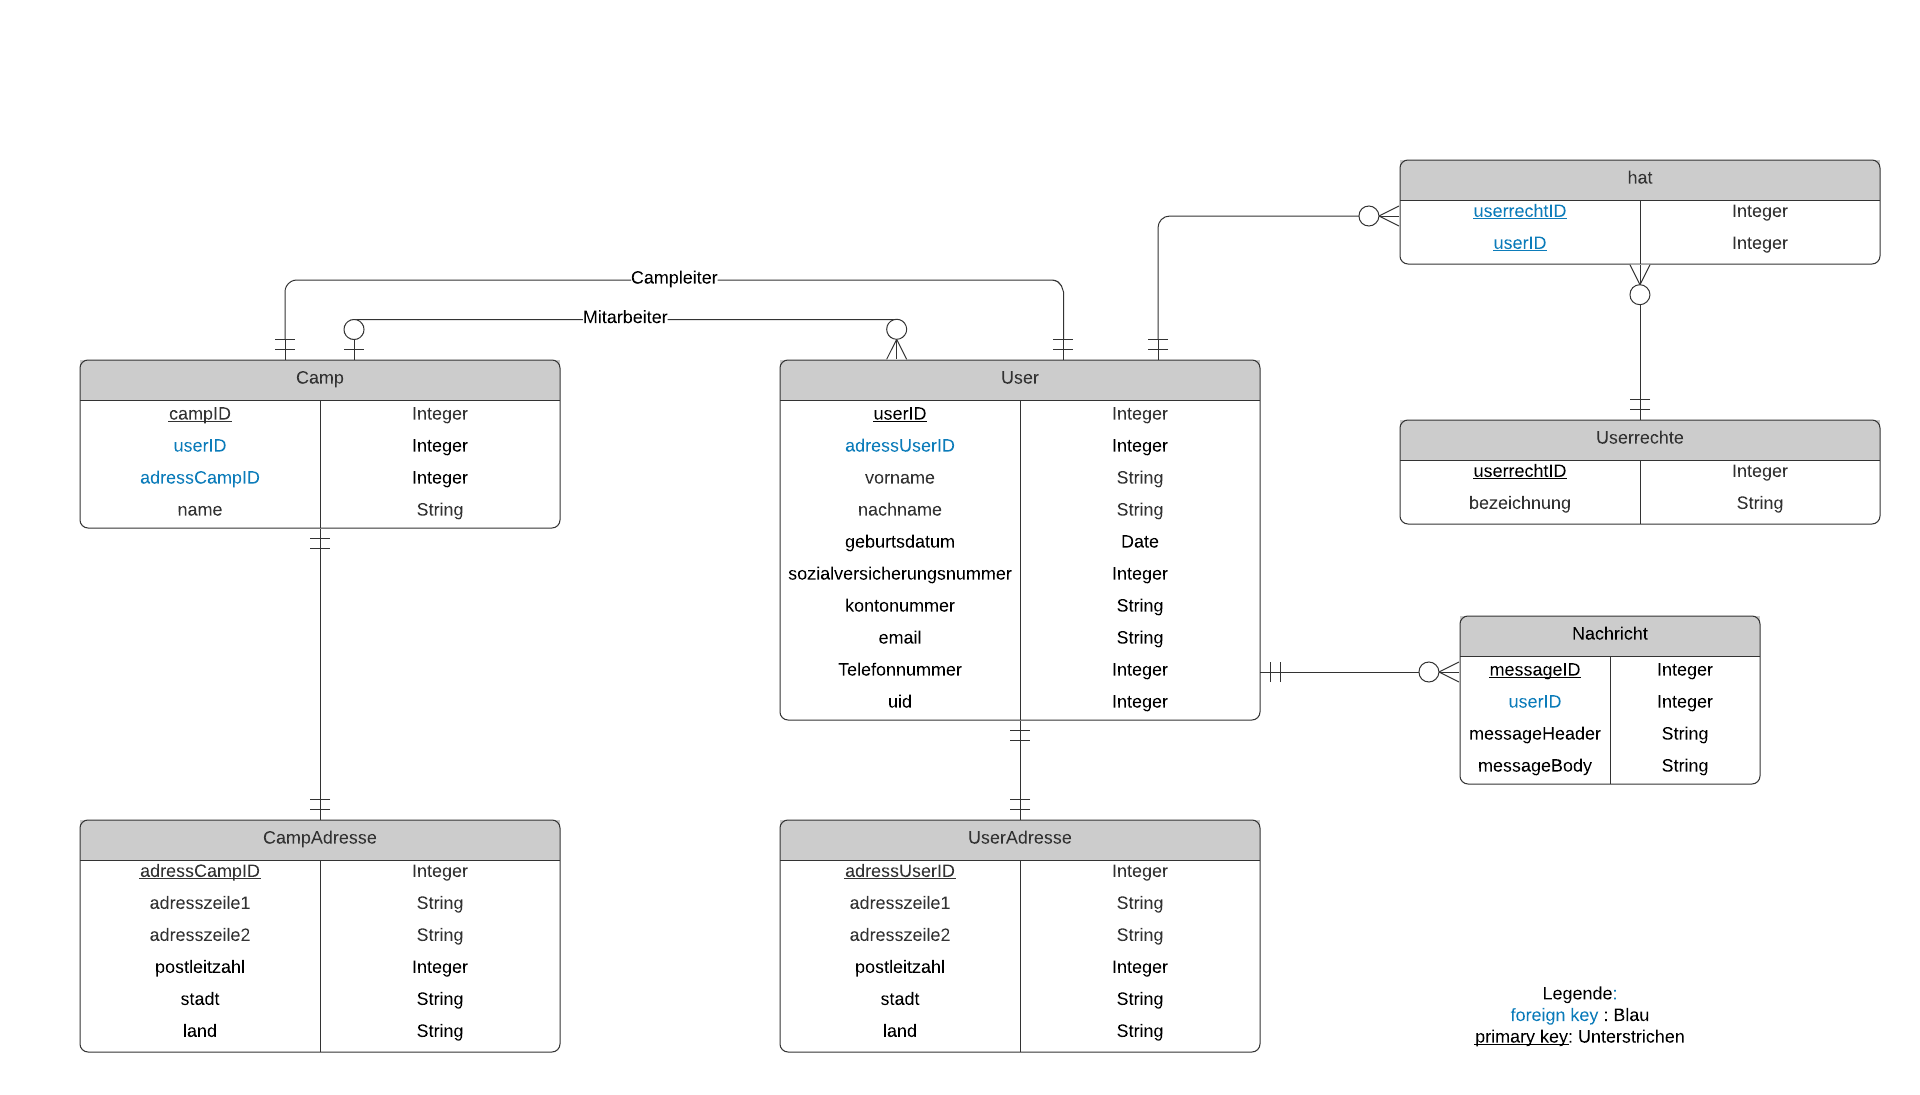 hat
userrechtID Integer
userID Integer
Campleiter
Mitarbeiter
Camp
campID Integer
userID Integer
adressCampID Integer
name String
User
userID Integer
adressUserID Integer
vorname String
nachname String
geburtsdatum Date
sozialversicherungsnummer Integer
kontonummer String
email String
Telefonnummer Integer
uid Integer
Userrechte
userrechtID Integer
bezeichnung String
Nachricht
messageID Integer
userID Integer
messageHeader String
messageBody String
CampAdresse
adressCampID Integer
adresszeile1 String
adresszeile2 String
postleitzahl Integer
stadt String
land String
UserAdresse
adressUserID Integer
adresszeile1 String
adresszeile2 String
postleitzahl Integer
stadt String
land String
Legende:
foreign key : Blau
primary key: Unterstrichen